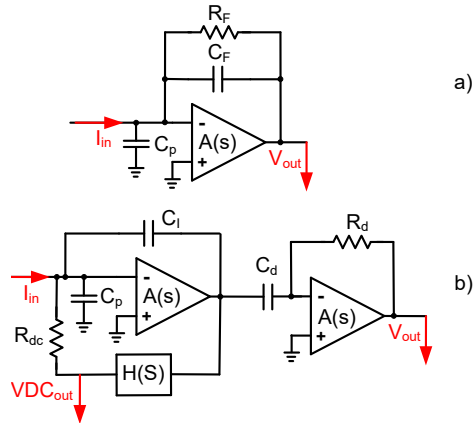 R_F
C_F
a)
I_in
C_p
-
A(s)
+
V_out
C_I
R_d
b)
C_d
I_in
C_p
-
A(s)
+
-
A(s)
+
V_out
R_dc
H(S)
VDC_out